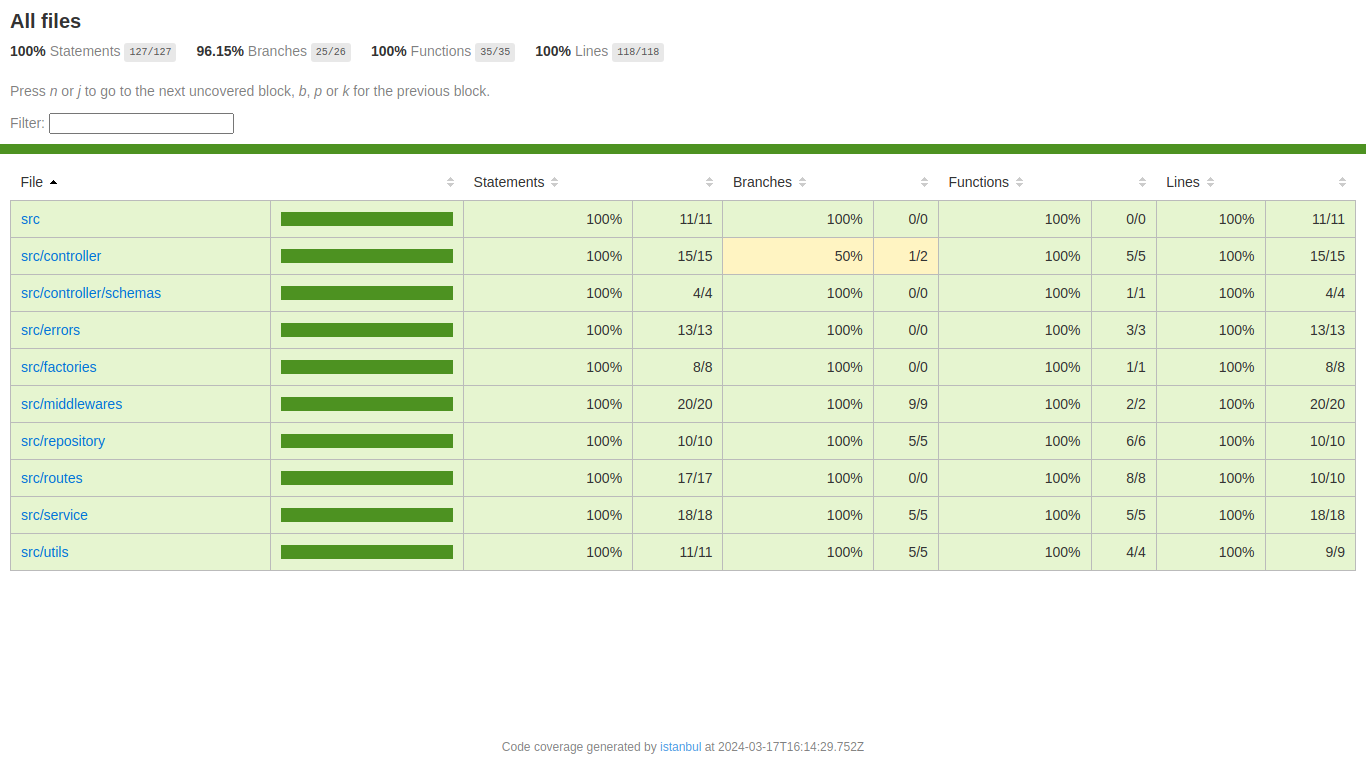 All files
100% Statements 127/127 96.15% Branches 25/26 100% Functions 35/35 100% Lines 118/118
Press n or j to go to the next uncovered block, b, p or k for the previous block.
Filter:
File Statements Branches Functions Lines
src 100% 11/11 100% 0/0 100% 0/0 100% 11/11
src/controller 100% 15/15 50% 1/2 100% 5/5 100% 15/15
src/controller/schemas 100% 4/4 100% 0/0 100% 1/1 100% 4/4
src/errors 100% 13/13 100% 0/0 100% 3/3 100% 13/13
src/factories 100% 8/8 100% 0/0 100% 1/1 100% 8/8
src/middlewares 100% 20/20 100% 9/9 100% 2/2 100% 20/20
src/repository 100% 10/10 100% 5/5 100% 6/6 100% 10/10
src/routes 100% 17/17 100% 0/0 100% 8/8 100% 10/10
src/service 100% 18/18 100% 5/5 100% 5/5 100% 18/18
src/utils 100% 11/11 100% 5/5 100% 4/4 100% 9/9
Code coverage generated by istanbul at 2024-03-17T16:14:29.752Z